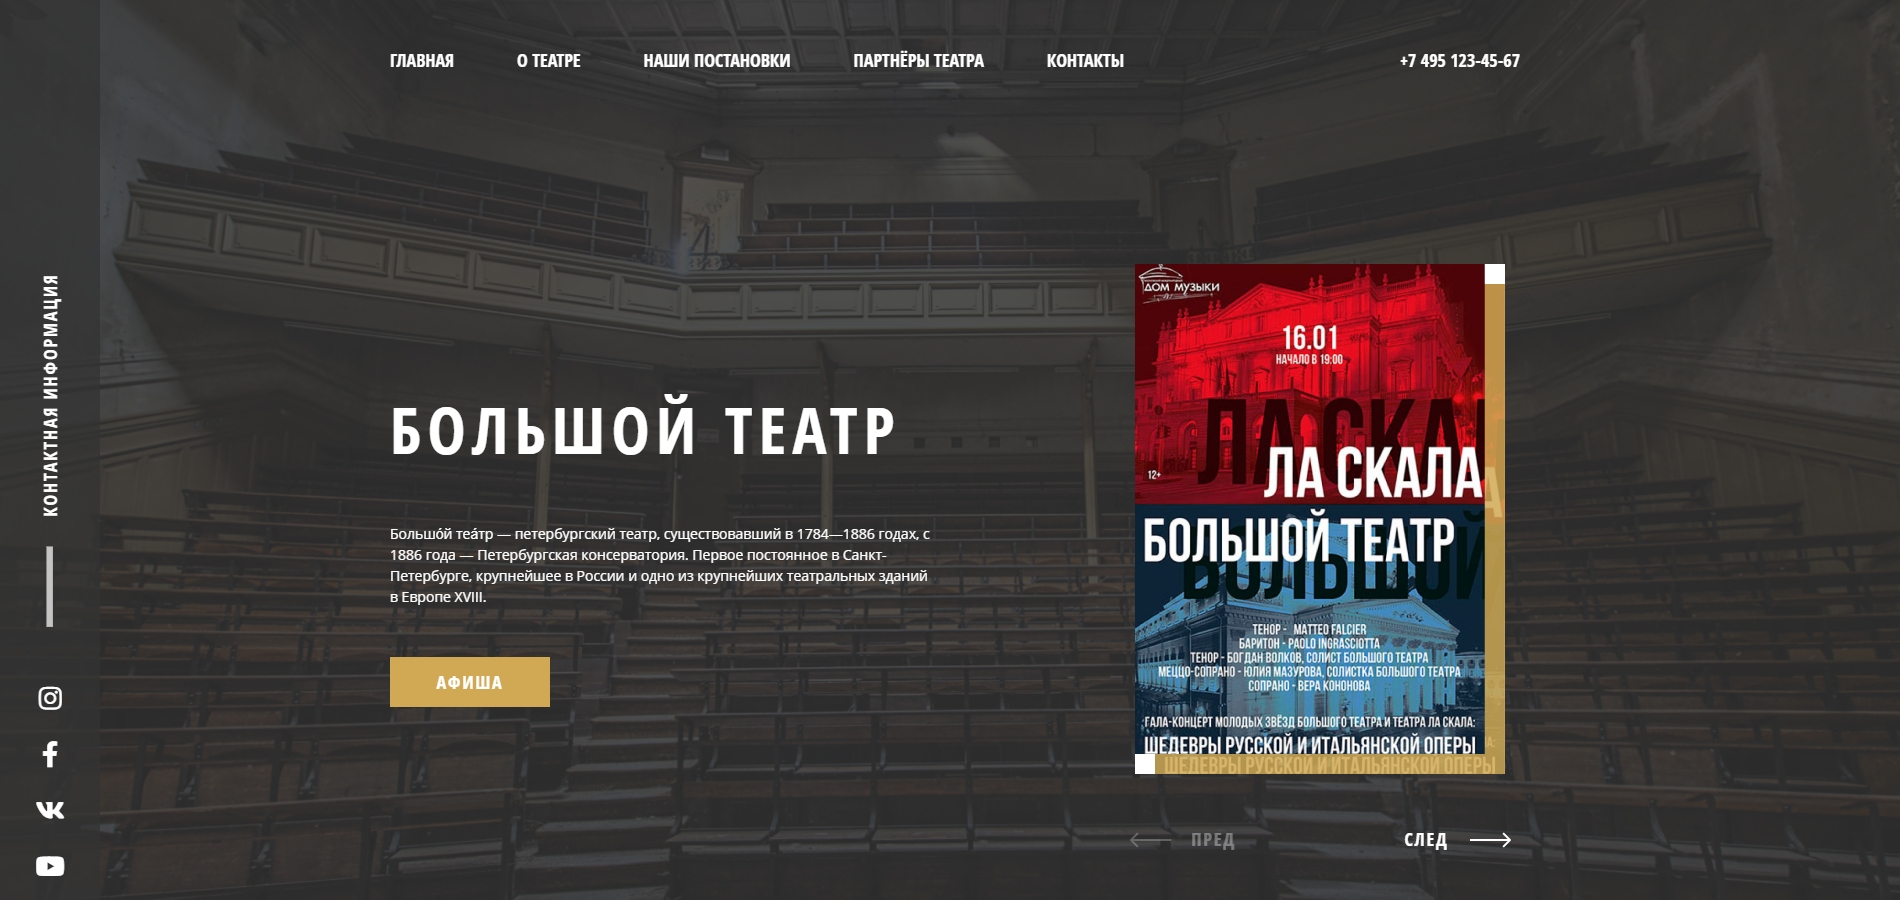 ГЛАВНАЯ
О ТЕАТРЕ
НАШИ ПОСТАНОВКИ
ПАРТНЁРЫ ТЕАТРА
КОНТАКТЫ
+7 495 123-45-67
КОНТАКТНАЯ ИНФОРМАЦИЯ
БОЛЬШОЙ ТЕАТР
Большо́й теа́тр — петербургский театр, существовавший в 1784—1886 годах, с
1886 года — Петербургская консерватория. Первое постоянное в Санкт-
Петербурге, крупнейшее в России и одно из крупнейших театральных зданий
в Европе XVIII.
АФИША
ДОМ МУЗЫКИ
16.01
НАЧАЛО В 19:00
ЛА СКАЛА
12+
ЛА СКАЛА
БОЛЬШОЙ ТЕАТР
БОЛЬШОЙ
ТЕНОР - MATTEO FALCIER
БАРИТОН - PAOLO INGRASCIOTTA
ТЕНОР - БОГДАН ВОЛКОВ, СОЛИСТ БОЛЬШОГО ТЕАТРА
МЕЦЦО-СОПРАНО - ЮЛИЯ МАЗУРОВА, СОЛИСТКА БОЛЬШОГО ТЕАТРА
СОПРАНО - ВЕРА КОНОНОВА
ГАЛА-КОНЦЕРТ МОЛОДЫХ ЗВЁЗД БОЛЬШОГО ТЕАТРА И ТЕАТРА ЛА СКАЛА:
ШЕДЕВРЫ РУССКОЙ И ИТАЛЬЯНСКОЙ ОПЕРЫ
ШЕДЕВРЫ РУССКОЙ И ИТАЛЬЯНСКОЙ ОПЕРЫ
ПРЕД
СЛЕД